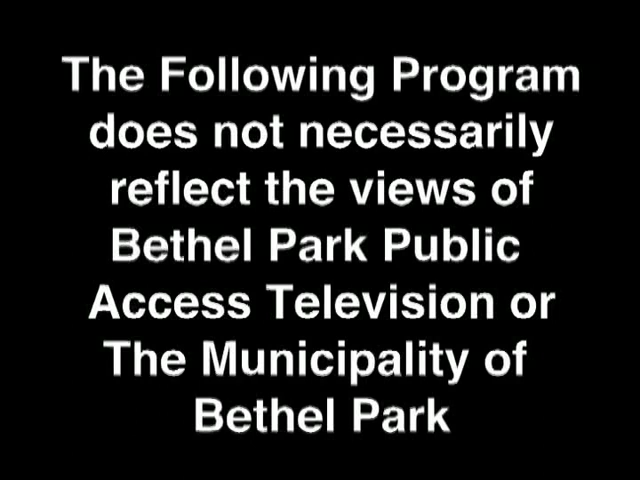 The Following Program
does not necessarily
reflect the views of
Bethel Park Public
Access Television or
The Municipality of
Bethel Park